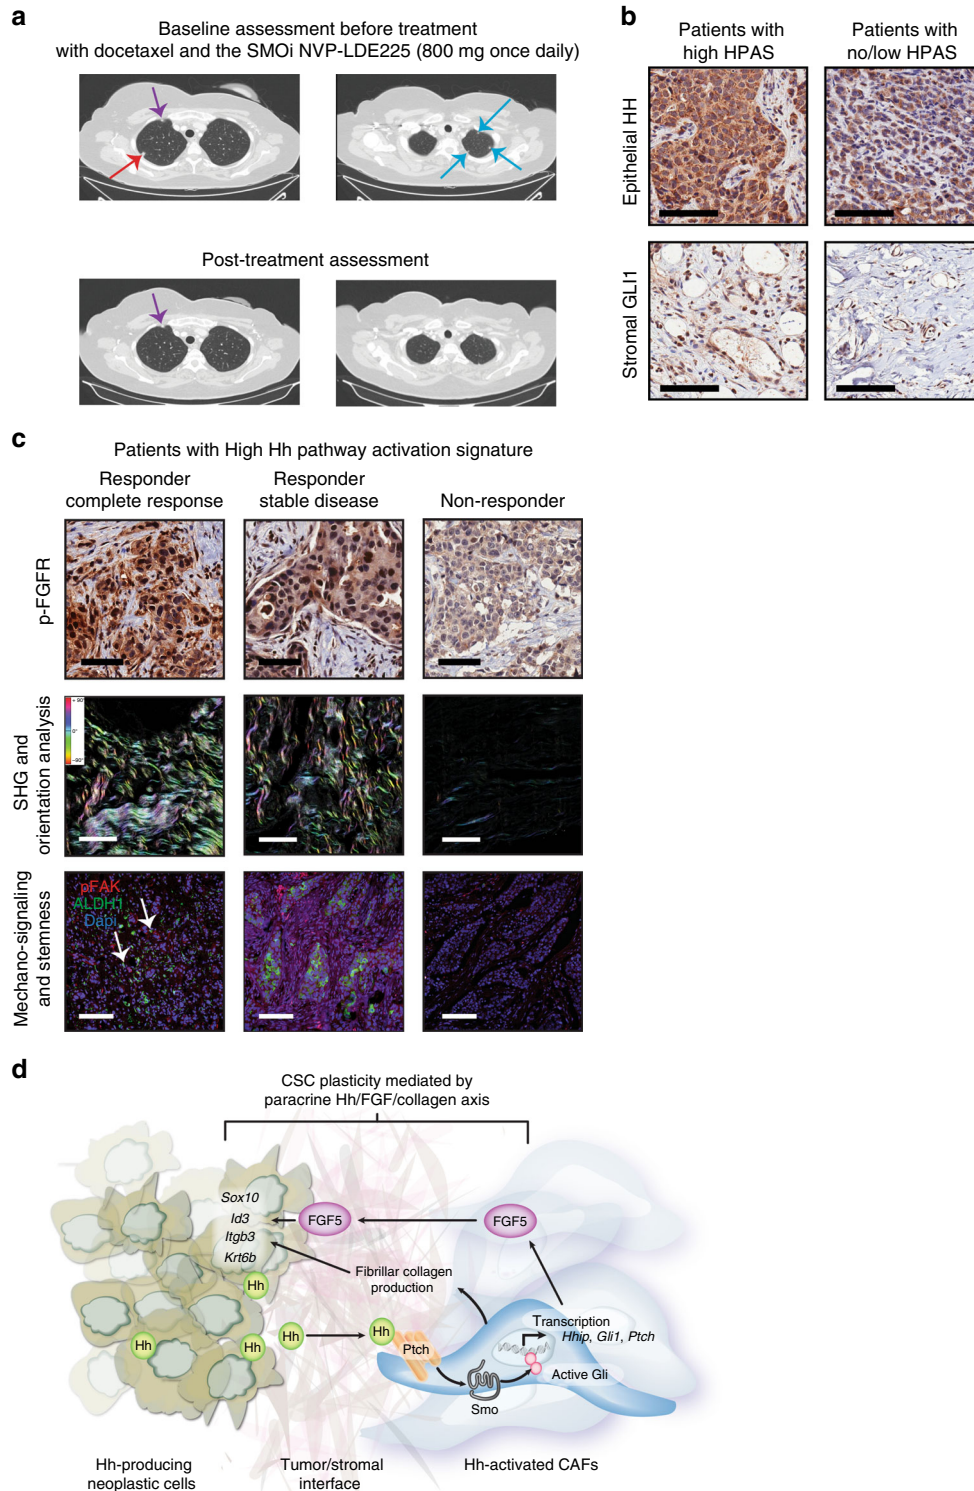 a
Baseline assessment before treatment
with docetaxel and the SMOi NVP-LDE225 (800 mg once daily)
Post-treatment assessment
b
Patients with
high HPAS
Patients with
no/low HPAS
Epithelial HH
Stromal GLI1
c
Patients with High Hh pathway activation signature
Responder
complete response
Responder
stable disease
Non-responder
p-FGFR
SHG and
orientation analysis
+ 90°
0°
−90°
Mechano-signaling
and stemness
pFAK
ALDH1
Dapi
d
CSC plasticity mediated by
paracrine Hh/FGF/collagen axis
Sox10
Id3
Itgb3
Krt6b
FGF5
FGF5
Fibrillar collagen
production
Hh
Hh
Hh
Hh
Hh
Ptch
Transcription
Hhip, Gli1, Ptch
Active Gli
Smo
Hh-producing
neoplastic cells
Tumor/stromal
interface
Hh-activated CAFs